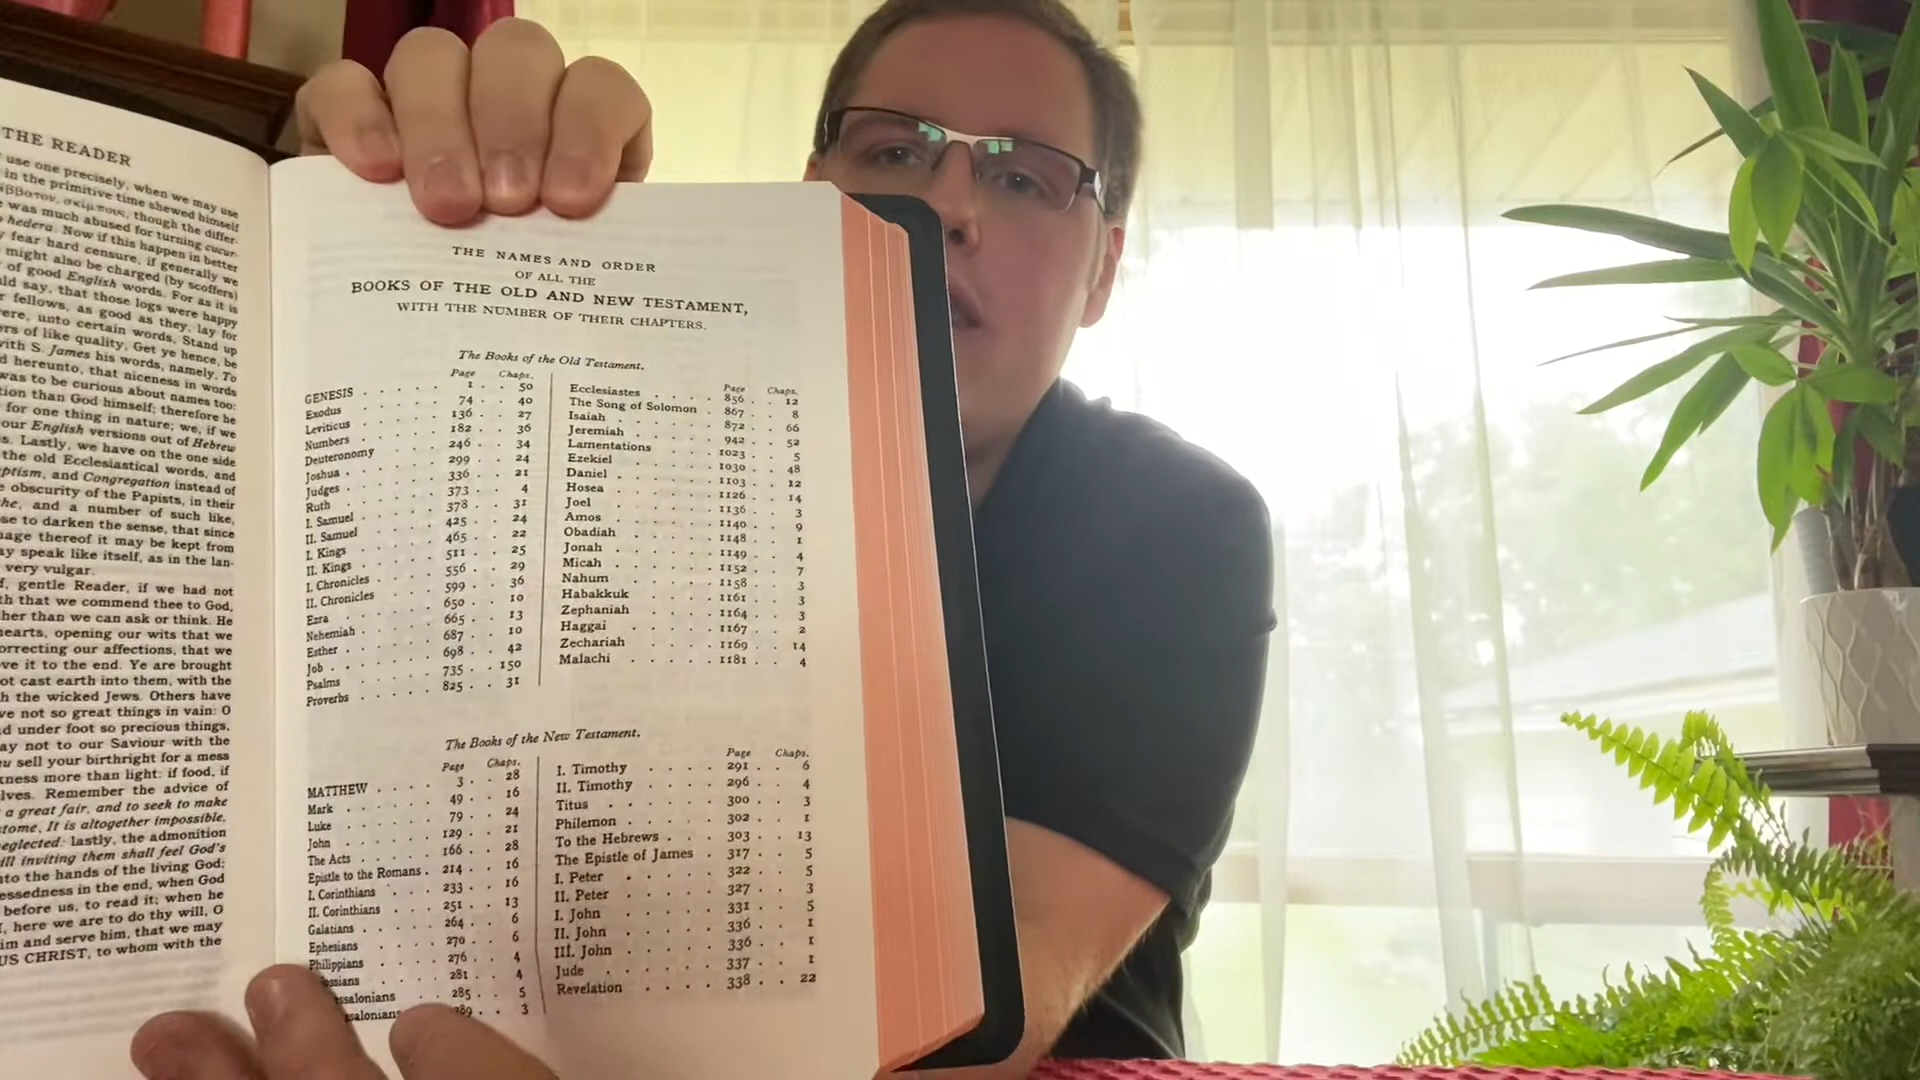 THE READER
use one precisely, when we may use
in the primitive time shewed himself
σκίμπους, though the differ-
was much abused for turning cucur-
hedera. Now if this happen in better
fear hard censure, if generally we
might also be charged (by scoffers)
of good English words. For as it is
say, that those logs were happy
fellows, as good as they, lay for
unto certain words, Stand up
of like quality, Get ye hence, be
S. James his words, namely, To
hereunto, that niceness in words
was to be curious about names too:
than God himself; therefore he
for one thing in nature; we, if we
our English versions out of Hebrew
Lastly, we have on the one side
the old Ecclesiastical words, and
and Congregation instead of
obscurity of the Papists, in their
and a number of such like,
to darken the sense, that since
thereof it may be kept from
speak like itself, as in the lan-
very vulgar.
gentle Reader, if we had not
that we commend thee to God,
than we can ask or think. He
hearts, opening our wits that we
correcting our affections, that we
it to the end. Ye are brought
cast earth into them, with the
the wicked Jews. Others have
not so great things in vain: O
under foot so precious things,
not to our Saviour with the
sell your birthright for a mess
more than light: if food, if
Remember the advice of
a great fair, and to seek to make
It is altogether impossible.
neglected: lastly, the admonition
inviting them shall feel God's
the hands of the living God;
blessedness in the end, when God
before us, to read it; when he
here we are to do thy will, O
him and serve him, that we may
CHRIST, to whom with the
THE NAMES AND ORDER
OF ALL THE
BOOKS OF THE OLD AND NEW TESTAMENT,
WITH THE NUMBER OF THEIR CHAPTERS.
The Books of the Old Testament.
Page Chaps.
GENESIS . . . . 1 . . 50
Exodus . . . . 74 . . 40
Leviticus . . . . 136 . . 27
Numbers . . . . 182 . . 36
Deuteronomy . . . 246 . . 34
Joshua . . . . 299 . . 24
Judges . . . . 336 . . 21
Ruth . . . . 373 . . 4
I. Samuel . . . . 378 . . 31
II. Samuel . . . . 425 . . 24
I. Kings . . . . 465 . . 22
II. Kings . . . . 511 . . 25
I. Chronicles . . . . 556 . . 29
II. Chronicles . . . . 599 . . 36
Ezra . . . . 650 . . 10
Nehemiah . . . . 665 . . 13
Esther . . . . 687 . . 10
Job . . . . 698 . . 42
Psalms . . . . 735 . . 150
Proverbs . . . . 825 . . 31
Page Chaps.
Ecclesiastes . . . . 856 . . 12
The Song of Solomon . 867 . . 8
Isaiah . . . . 872 . . 66
Jeremiah . . . . 942 . . 52
Lamentations . . . . 1023 . . 5
Ezekiel . . . . 1030 . . 48
Daniel . . . . 1103 . . 12
Hosea . . . . 1126 . . 14
Joel . . . . 1136 . . 3
Amos . . . . 1140 . . 9
Obadiah . . . . 1148 . . 1
Jonah . . . . 1149 . . 4
Micah . . . . 1152 . . 7
Nahum . . . . 1158 . . 3
Habakkuk . . . . 1161 . . 3
Zephaniah . . . . 1164 . . 3
Haggai . . . . 1167 . . 2
Zechariah . . . . 1169 . . 14
Malachi . . . . 1181 . . 4
The Books of the New Testament.
Page Chaps.
MATTHEW . . . . 3 . . 28
Mark . . . . 49 . . 16
Luke . . . . 79 . . 24
John . . . . 129 . . 21
The Acts . . . . 166 . . 28
Epistle to the Romans . 214 . . 16
I. Corinthians . . . 233 . . 16
II. Corinthians . . . 251 . . 13
Galatians . . . . 264 . . 6
Ephesians . . . . 270 . . 6
Philippians . . . . 276 . . 4
ossians . . . . 281 . . 4
essalonians . . 285 . . 5
salonians . . 289 . . 3
Page Chaps.
I. Timothy . . . . 291 . . 6
II. Timothy . . . . 296 . . 4
Titus . . . . 300 . . 3
Philemon . . . . 302 . . 1
To the Hebrews . . . 303 . . 13
The Epistle of James . 317 . . 5
I. Peter . . . . 322 . . 5
II. Peter . . . . 327 . . 3
I. John . . . . 331 . . 5
II. John . . . . 336 . . 1
III. John . . . . 336 . . 1
Jude . . . . 337 . . 1
Revelation . . . . 338 . . 22